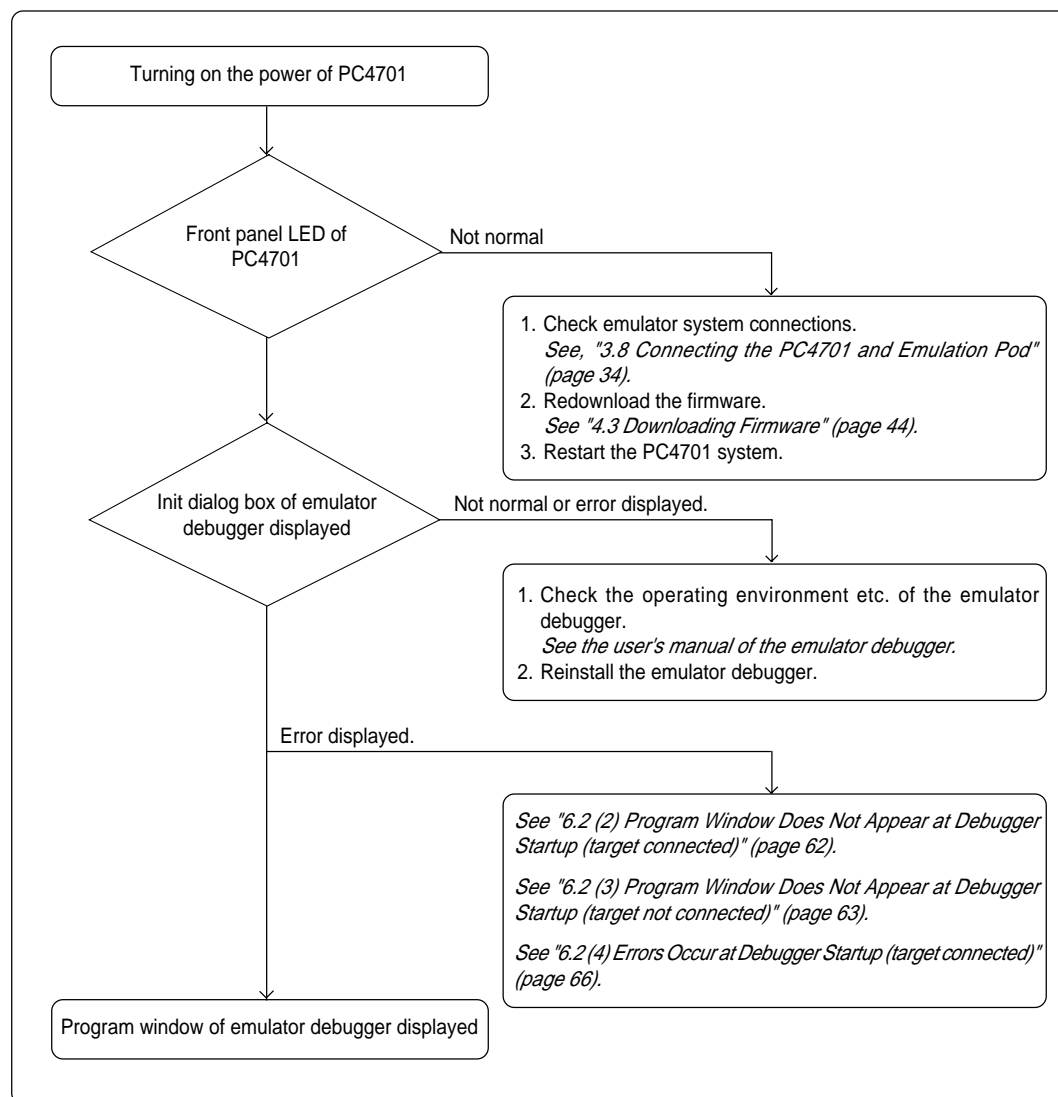 Turning on the power of PC4701
Front panel LED of
PC4701
Not normal
1. Check emulator system connections.
See, "3.8 Connecting the PC4701 and Emulation Pod"
(page 34).
2. Redownload the firmware.
See "4.3 Downloading Firmware" (page 44).
3. Restart the PC4701 system.
Init dialog box of emulator
debugger displayed
Not normal or error displayed.
1. Check the operating environment etc. of the emulator
debugger.
See the user's manual of the emulator debugger.
2. Reinstall the emulator debugger.
Error displayed.
See "6.2 (2) Program Window Does Not Appear at Debugger
Startup (target connected)" (page 62).
See "6.2 (3) Program Window Does Not Appear at Debugger
Startup (target not connected)" (page 63).
See "6.2 (4) Errors Occur at Debugger Startup (target connected)"
(page 66).
Program window of emulator debugger displayed